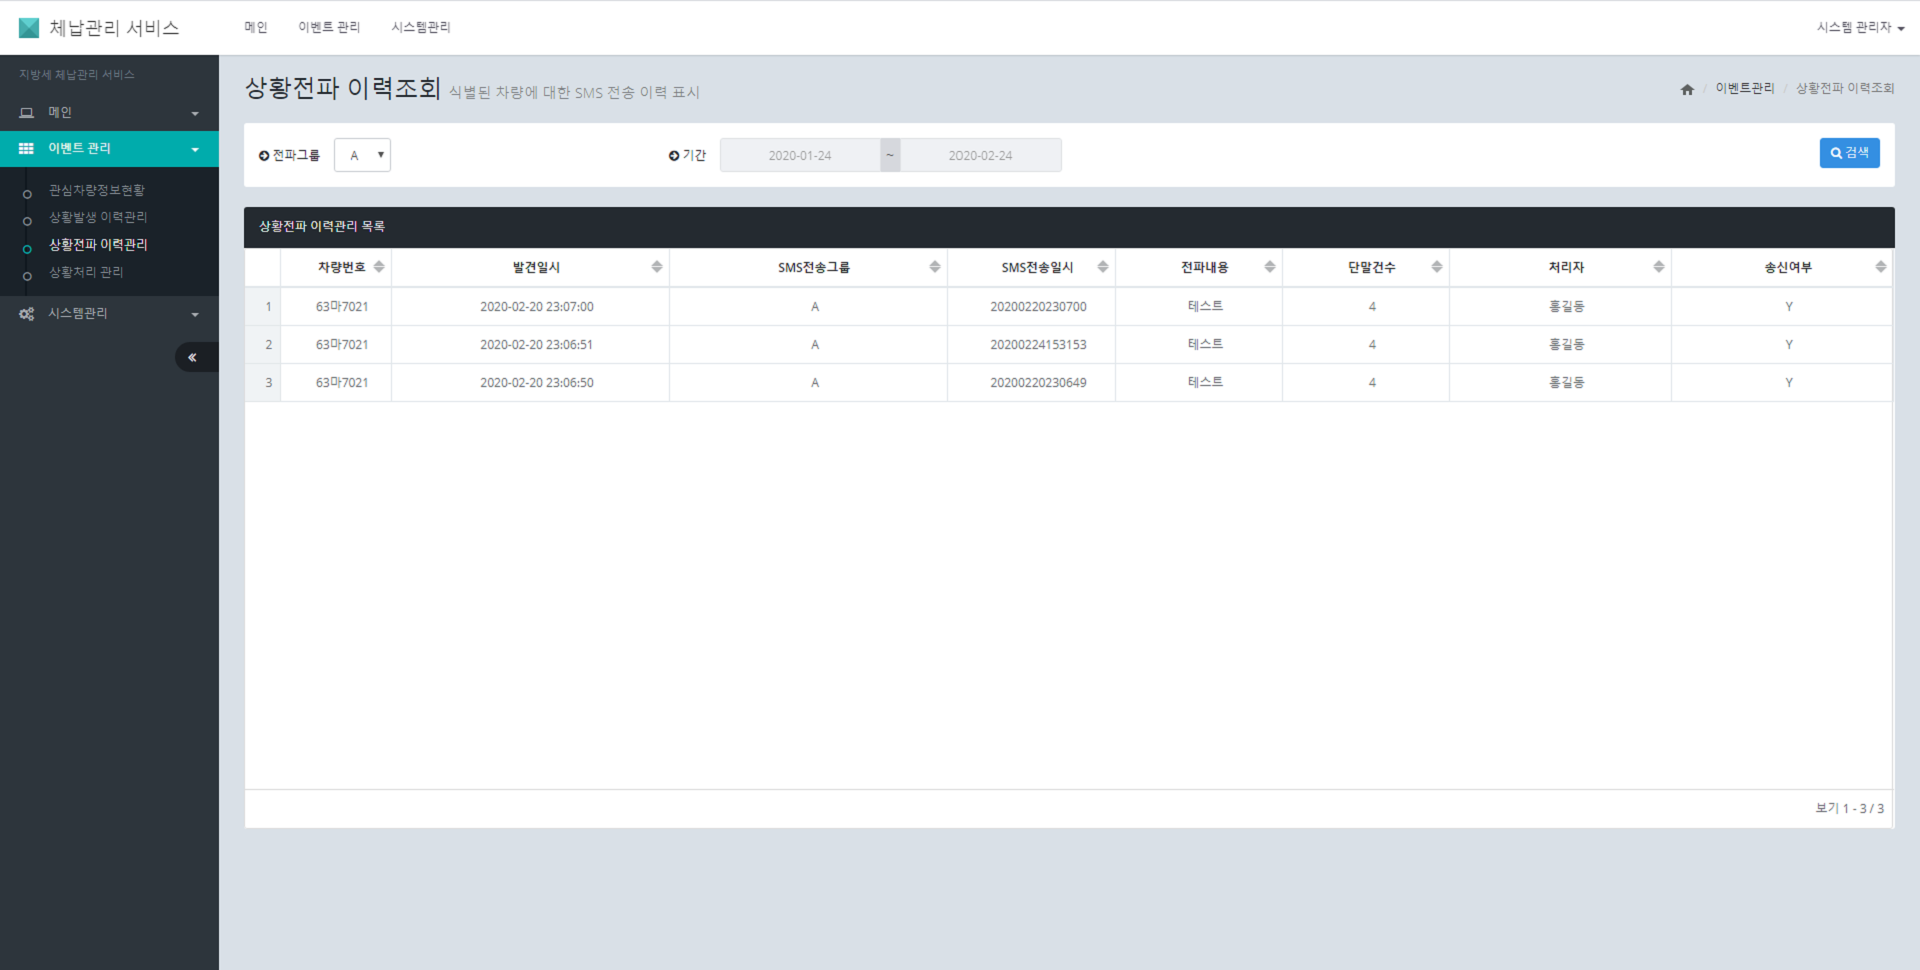 체납관리 서비스
메인 이벤트 관리 시스템관리
시스템 관리자
지방세 체납관리 서비스
메인
이벤트 관리
관심차량정보현황
상황발생 이력관리
상황전파 이력관리
상황처리 관리
시스템관리
상황전파 이력조회 식별된 차량에 대한 SMS 전송 이력 표시
/ 이벤트관리 / 상황전파 이력조회
전파그룹 A
기간 2020-01-24 ~ 2020-02-24
검색
상황전파 이력관리 목록
차량번호 발견일시 SMS전송그룹 SMS전송일시 전파내용 단말건수 처리자 송신여부
1 63마7021 2020-02-20 23:07:00 A 20200220230700 테스트 4 홍길동 Y
2 63마7021 2020-02-20 23:06:51 A 20200224153153 테스트 4 홍길동 Y
3 63마7021 2020-02-20 23:06:50 A 20200220230649 테스트 4 홍길동 Y
보기 1 - 3 / 3